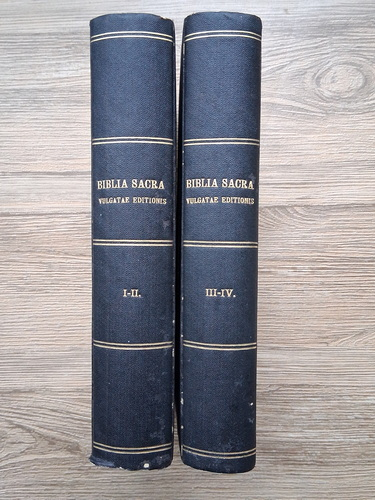 BIBLIA SACRA
VULGATAE EDITIONIS
I-II.
BIBLIA SACRA
VULGATAE EDITIONIS
III-IV.